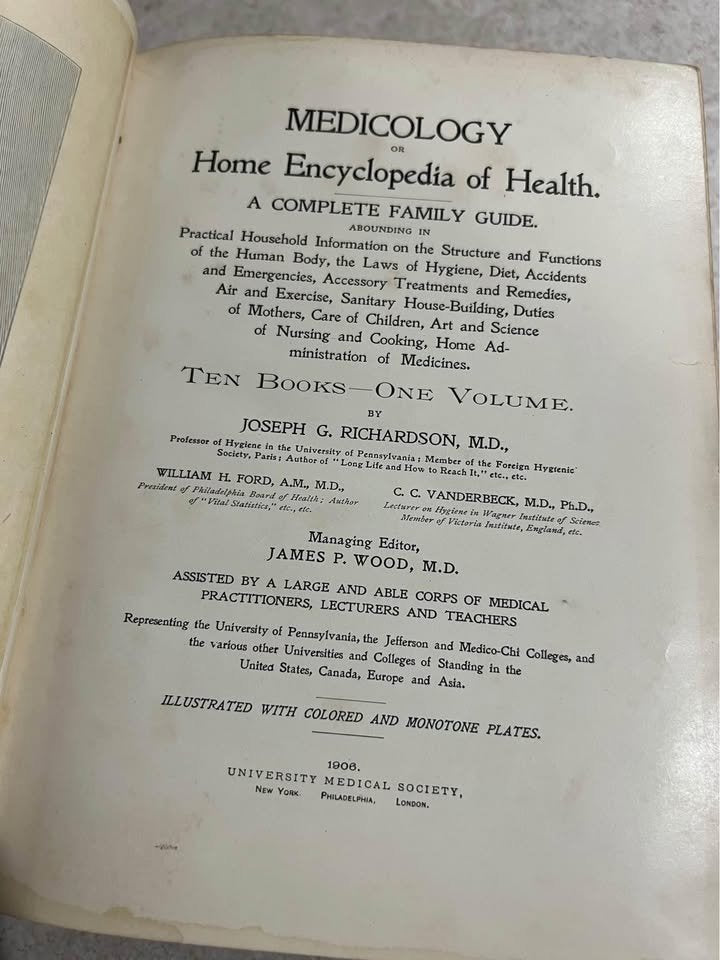 MEDICOLOGY
OR
Home Encyclopedia of Health.
A COMPLETE FAMILY GUIDE.
ABOUNDING IN
Practical Household Information on the Structure and Functions
of the Human Body, the Laws of Hygiene, Diet, Accidents
and Emergencies, Accessory Treatments and Remedies,
Air and Exercise, Sanitary House-Building, Duties
of Mothers, Care of Children, Art and Science
of Nursing and Cooking, Home Ad-
ministration of Medicines.
TEN BOOKS—ONE VOLUME.
BY
JOSEPH G. RICHARDSON, M.D.,
Professor of Hygiene in the University of Pennsylvania; Member of the Foreign Hygienic
Society, Paris; Author of "Long Life and How to Reach It," etc., etc.
WILLIAM H. FORD, A.M., M.D.,
President of Philadelphia Board of Health; Author
of "Vital Statistics," etc., etc.
C. C. VANDERBECK, M.D., Ph.D.,
Lecturer on Hygiene in Wagner Institute of Science
Member of Victoria Institute, England, etc.
Managing Editor,
JAMES P. WOOD, M.D.
ASSISTED BY A LARGE AND ABLE CORPS OF MEDICAL
PRACTITIONERS, LECTURERS AND TEACHERS
Representing the University of Pennsylvania, the Jefferson and Medico-Chi Colleges, and
the various other Universities and Colleges of Standing in the
United States, Canada, Europe and Asia.
ILLUSTRATED WITH COLORED AND MONOTONE PLATES.
1906.
UNIVERSITY MEDICAL SOCIETY,
NEW YORK. PHILADELPHIA, LONDON.